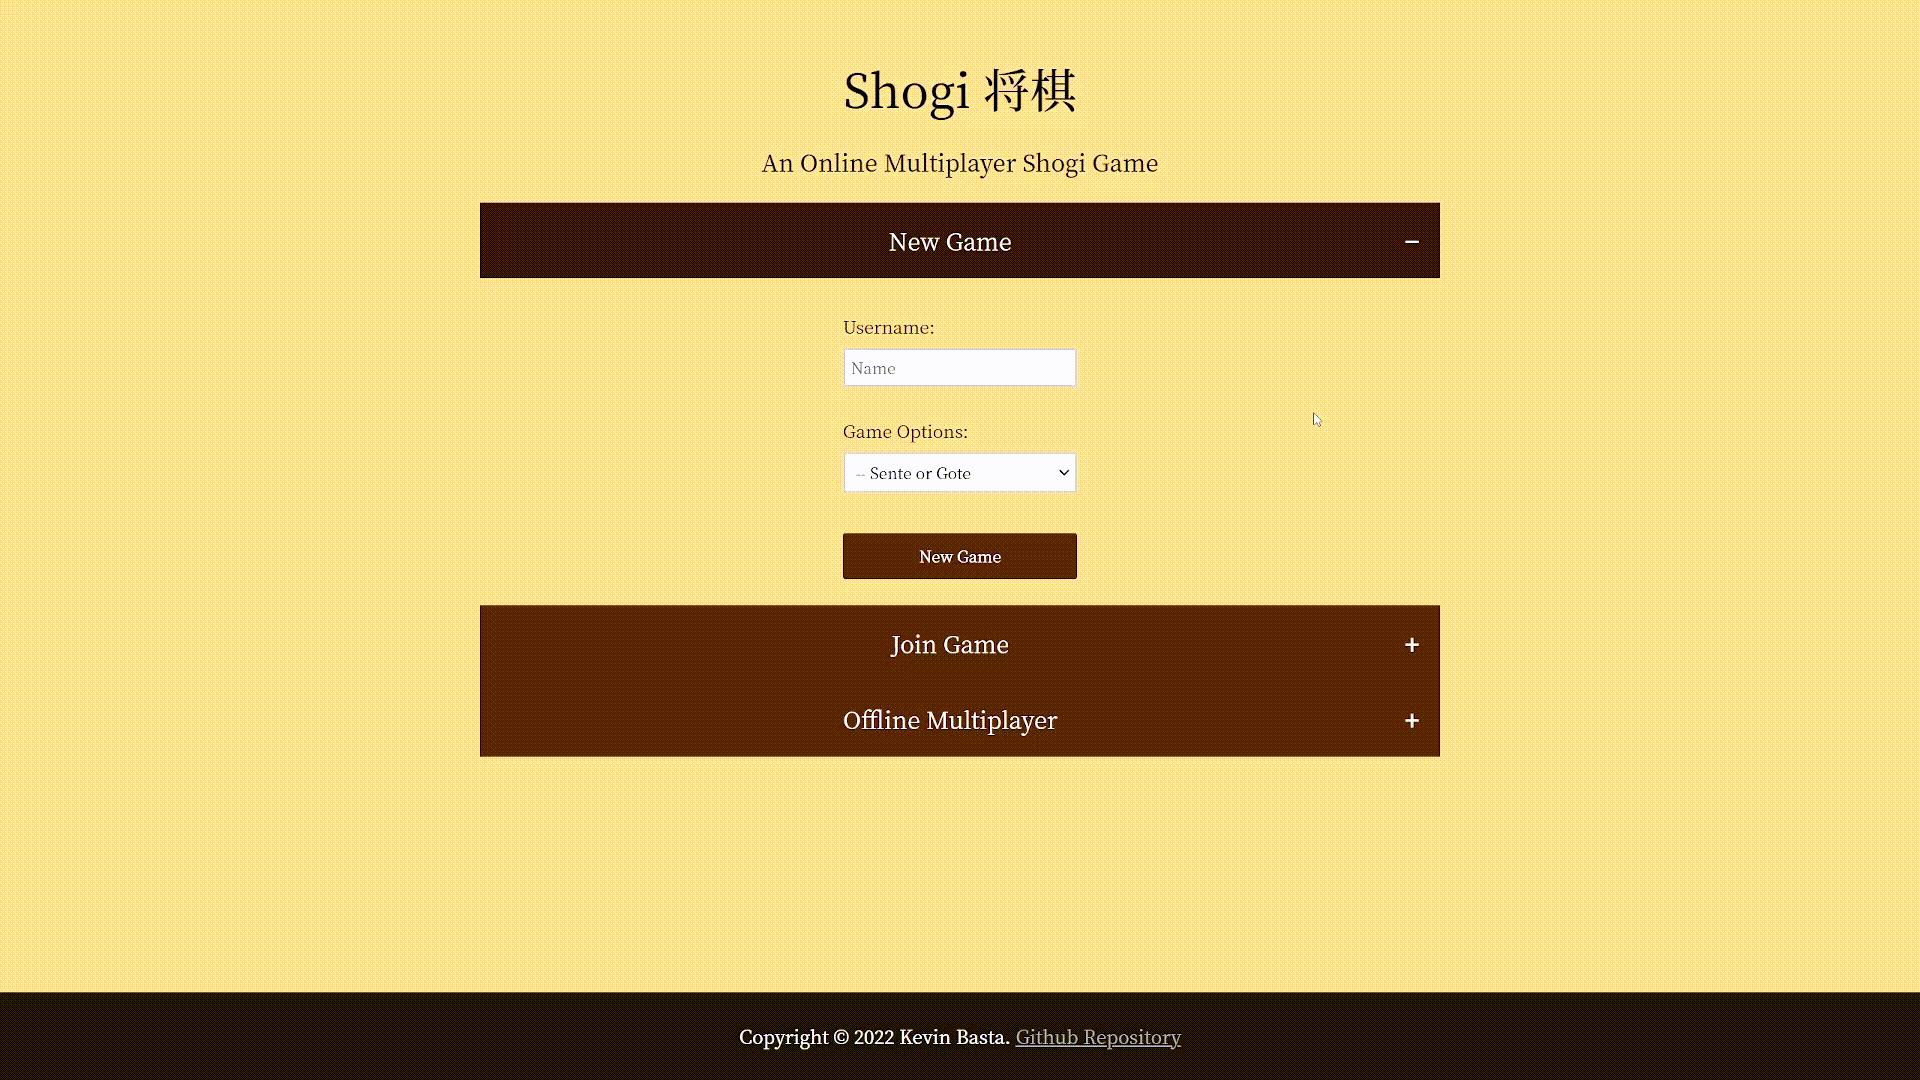 Shogi 将棋
An Online Multiplayer Shogi Game
New Game −
Username:
Name
Game Options:
-- Sente or Gote
New Game
Join Game +
Offline Multiplayer +
Copyright © 2022 Kevin Basta. Github Repository